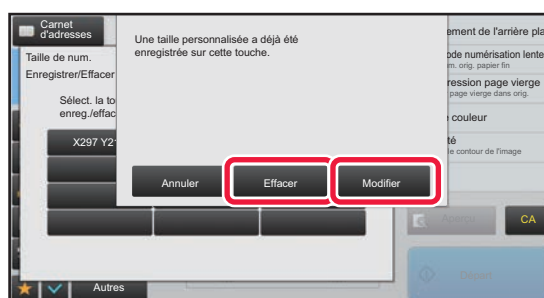 Carnet
d'adresses
Taille de num.
Enregistrer/Effacer
Sélect. la to
enreg./effac
X297 Y2
Une taille personnalisée a déjà été
enregistrée sur cette touche.
Annuler
Effacer
Modifier
ement de l'arrière pla
ode numérisation lente
m. orig. papier fin
ression page vierge
page vierge dans orig.
couleur
té
le contour de l'image
Aperçu
CA
Départ
Autres